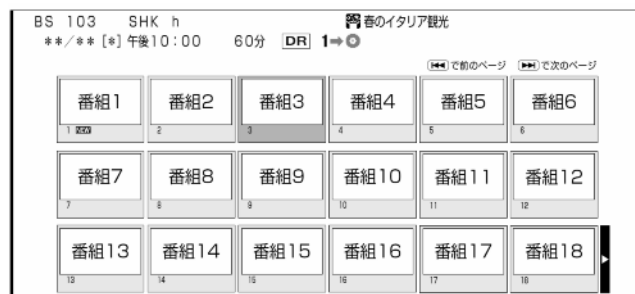 BS 103 SHK h 春のイタリア観光
**/** [*] 午後10:00 60分 DR 1⇒
⏮で前のページ ⏭で次のページ
番組1 番組2 番組3 番組4 番組5 番組6
1 NEW 2 3 4 5 6
番組7 番組8 番組9 番組10 番組11 番組12
7 8 9 10 11 12
番組13 番組14 番組15 番組16 番組17 番組18
13 14 15 16 17 18